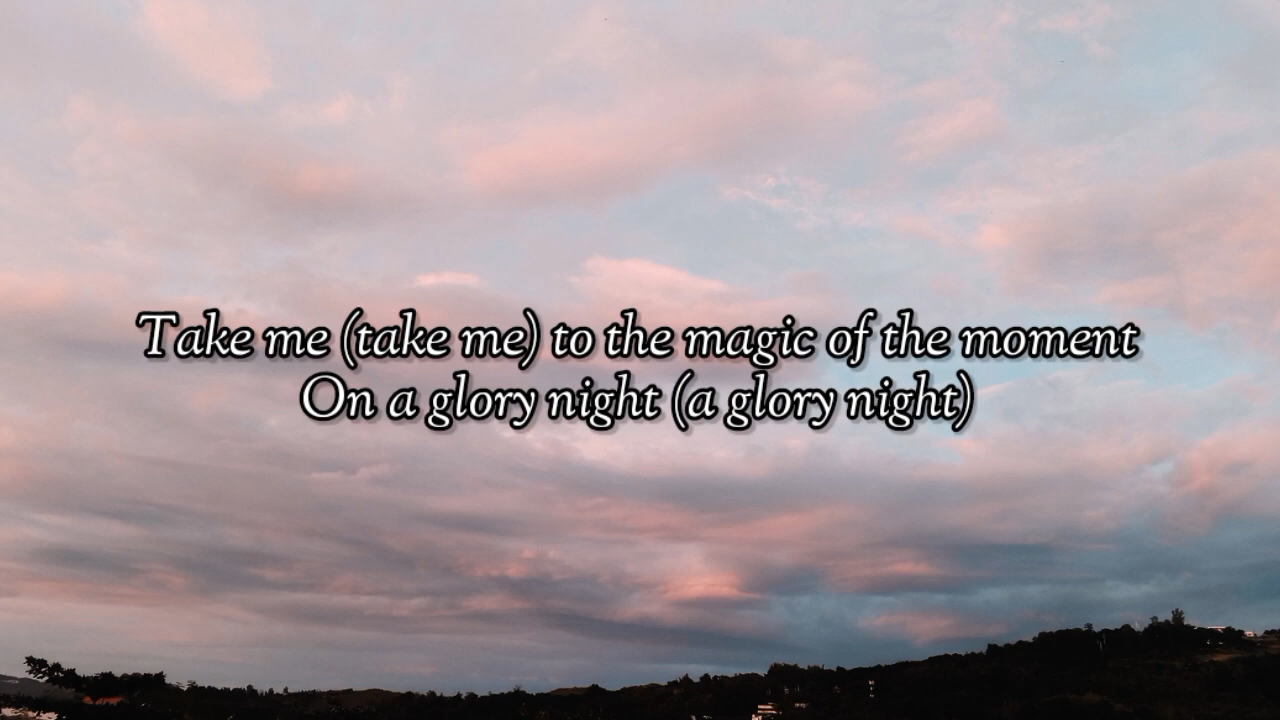 Take me (take me) to the magic of the moment
On a glory night (a glory night)